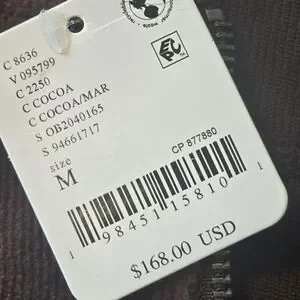 C 8636
V 095799
C 2250
C COCOA
C COCOA/MAR
S OB2040165
S 94661717
size
M
CP 877880
1 98451 15810 1
$168.00 USD